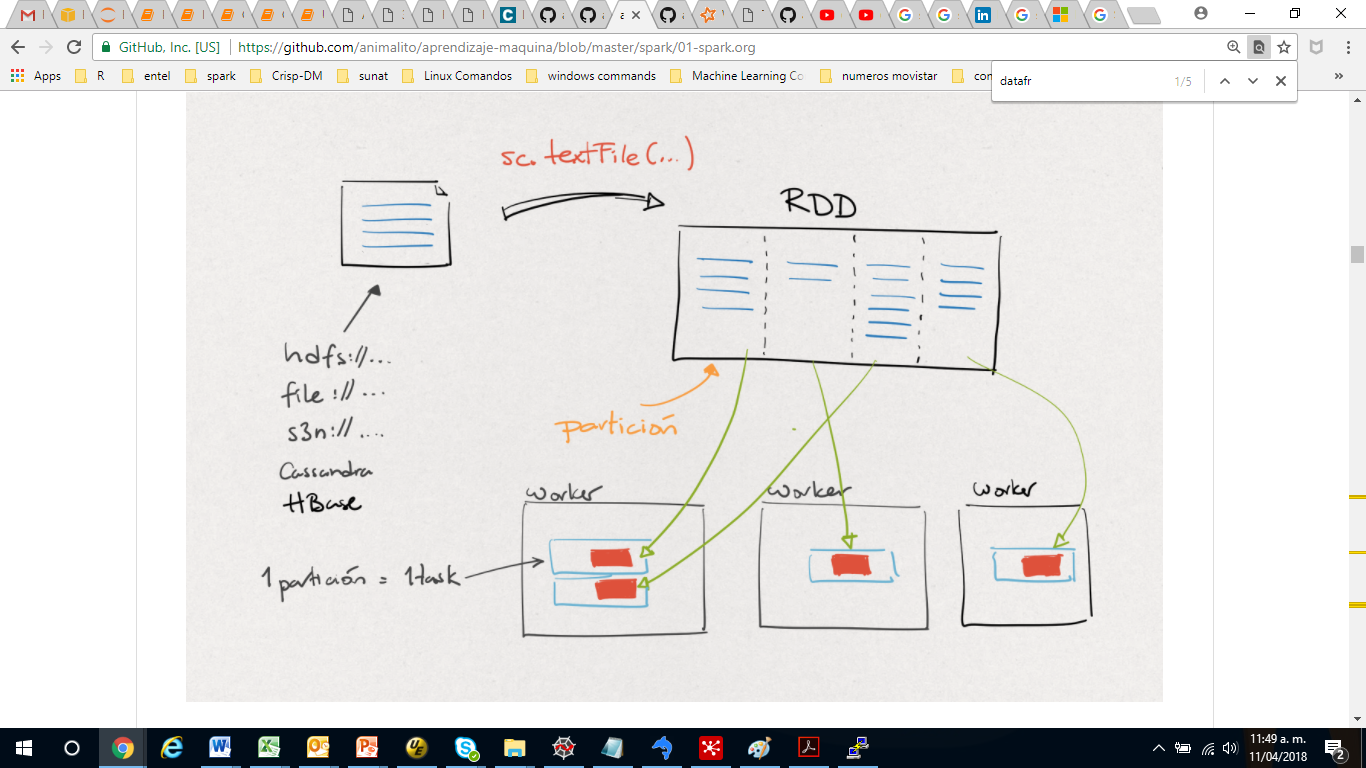 GitHub, Inc. [US]
https://github.com/animalito/aprendizaje-maquina/blob/master/spark/01-spark.org
Apps
R
entel
spark
Crisp-DM
sunat
Linux Comandos
windows commands
Machine Learning Co
numeros movistar
con
»
datafr
1/5
sc.textFile(...)
RDD
hdfs://...
file://...
s3n://....
Cassandra
HBase
partición
worker
worker
worker
1 partición = 1 task
11:49 a. m.
11/04/2018
2